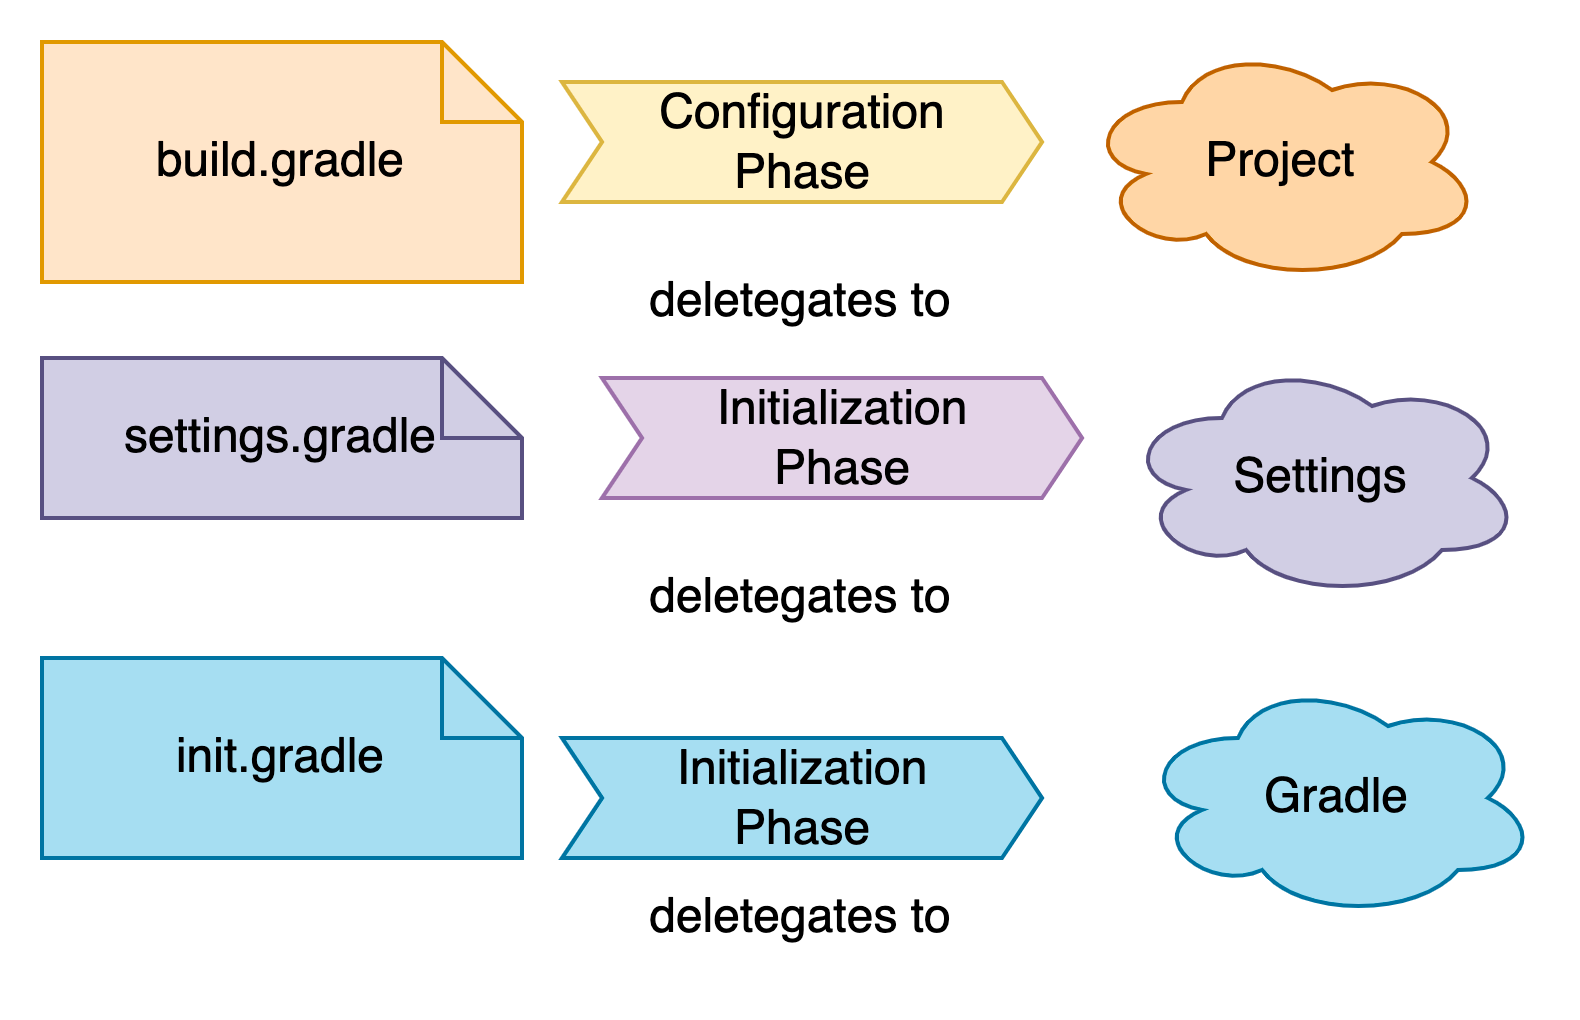 build.gradle
Configuration
Phase
Project
deletegates to
settings.gradle
Initialization
Phase
Settings
deletegates to
init.gradle
Initialization
Phase
Gradle
deletegates to